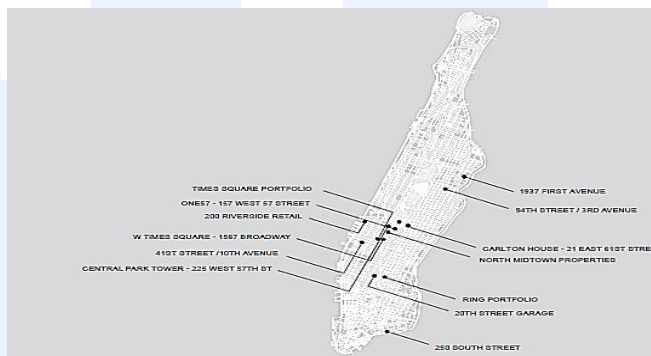 TIMES SQUARE PORTFOLIO
ONE57 - 157 WEST 57 STREET
200 RIVERSIDE RETAIL
W TIMES SQUARE - 1567 BROADWAY
41ST STREET /10TH AVENUE
CENTRAL PARK TOWER - 225 WEST 57TH ST
1937 FIRST AVENUE
94TH STREET / 3RD AVENUE
CARLTON HOUSE - 21 EAST 61ST STRE
NORTH MIDTOWN PROPERTIES
RING PORTFOLIO
20TH STREET GARAGE
250 SOUTH STREET